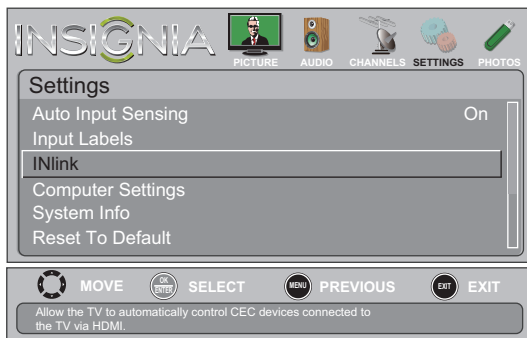 INSIGNIA
PICTURE AUDIO CHANNELS SETTINGS PHOTOS
Settings
Auto Input Sensing On
Input Labels
INlink
Computer Settings
System Info
Reset To Default
MOVE OK ENTER SELECT MENU PREVIOUS EXIT EXIT
Allow the TV to automatically control CEC devices connected to
the TV via HDMI.